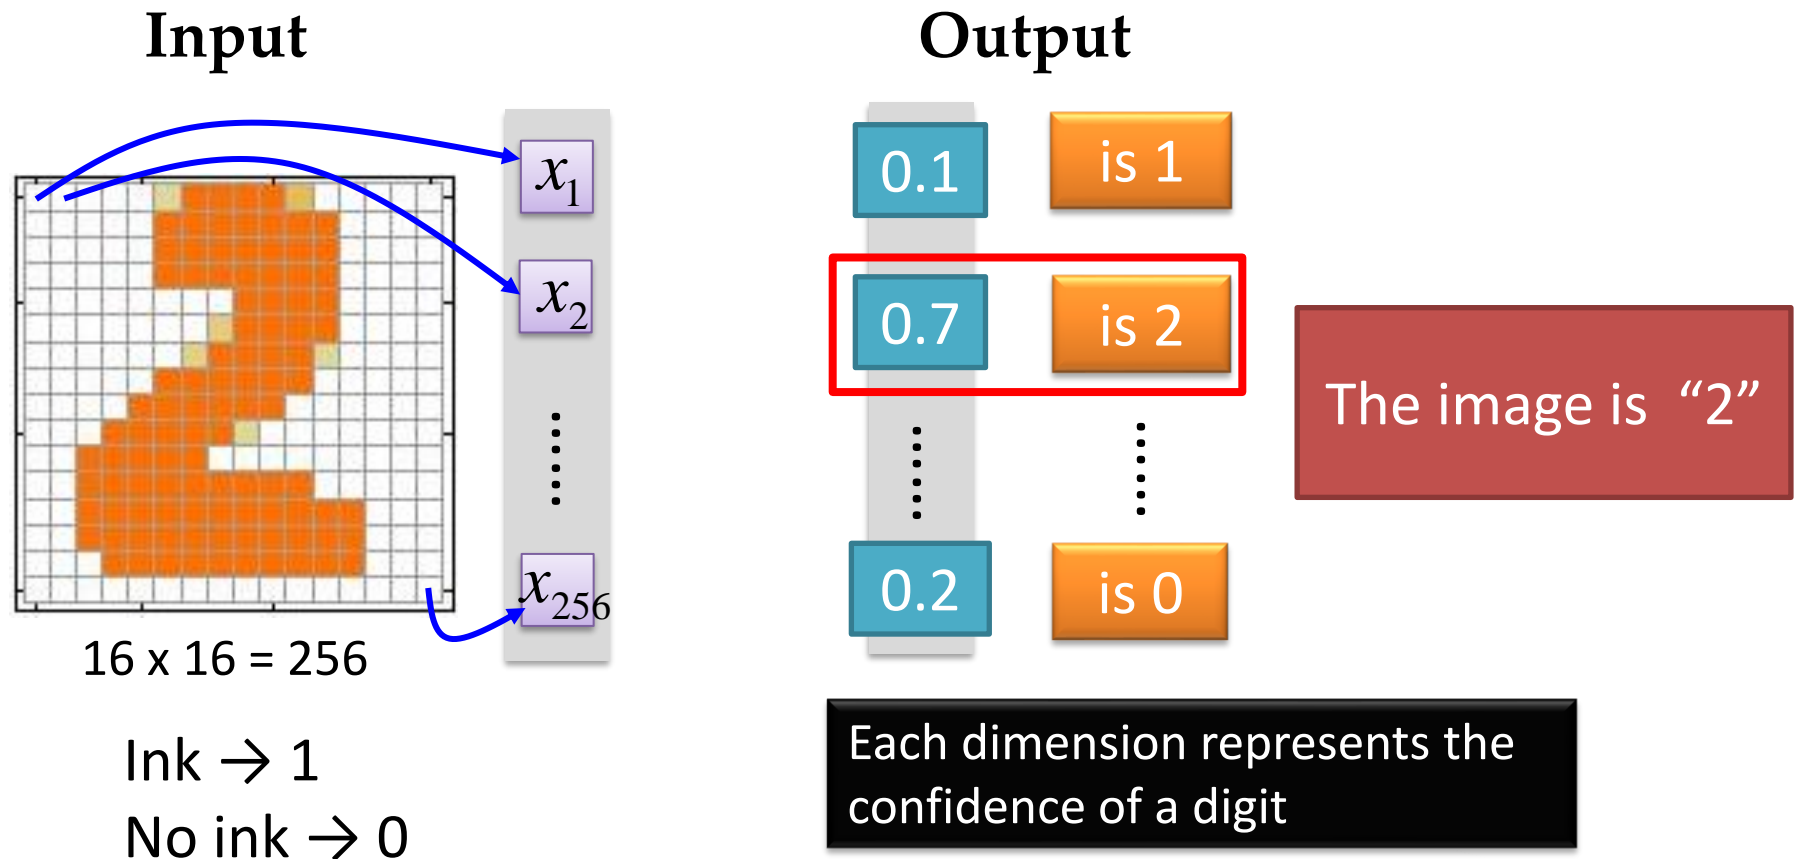 Input
x1
x2
x256
16 x 16 = 256
Ink → 1
No ink → 0
Output
0.1 is 1
0.7 is 2
0.2 is 0
The image is “2”
Each dimension represents the
confidence of a digit